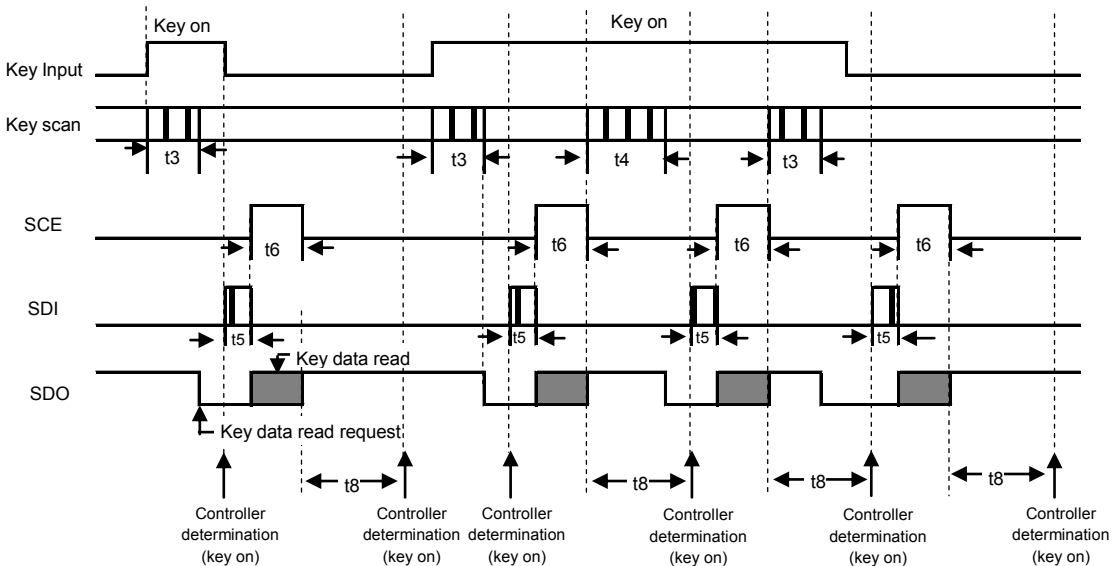 Key on
Key on
Key Input
Key scan
t3
t3
t4
t3
SCE
t6
t6
t6
t6
SDI
t5
t5
t5
t5
Key data read
SDO
Key data read request
t8
t8
t8
t8
Controller
determination
(key on)
Controller
determination
(key on)
Controller
determination
(key on)
Controller
determination
(key on)
Controller
determination
(key on)
Controller
determination
(key on)